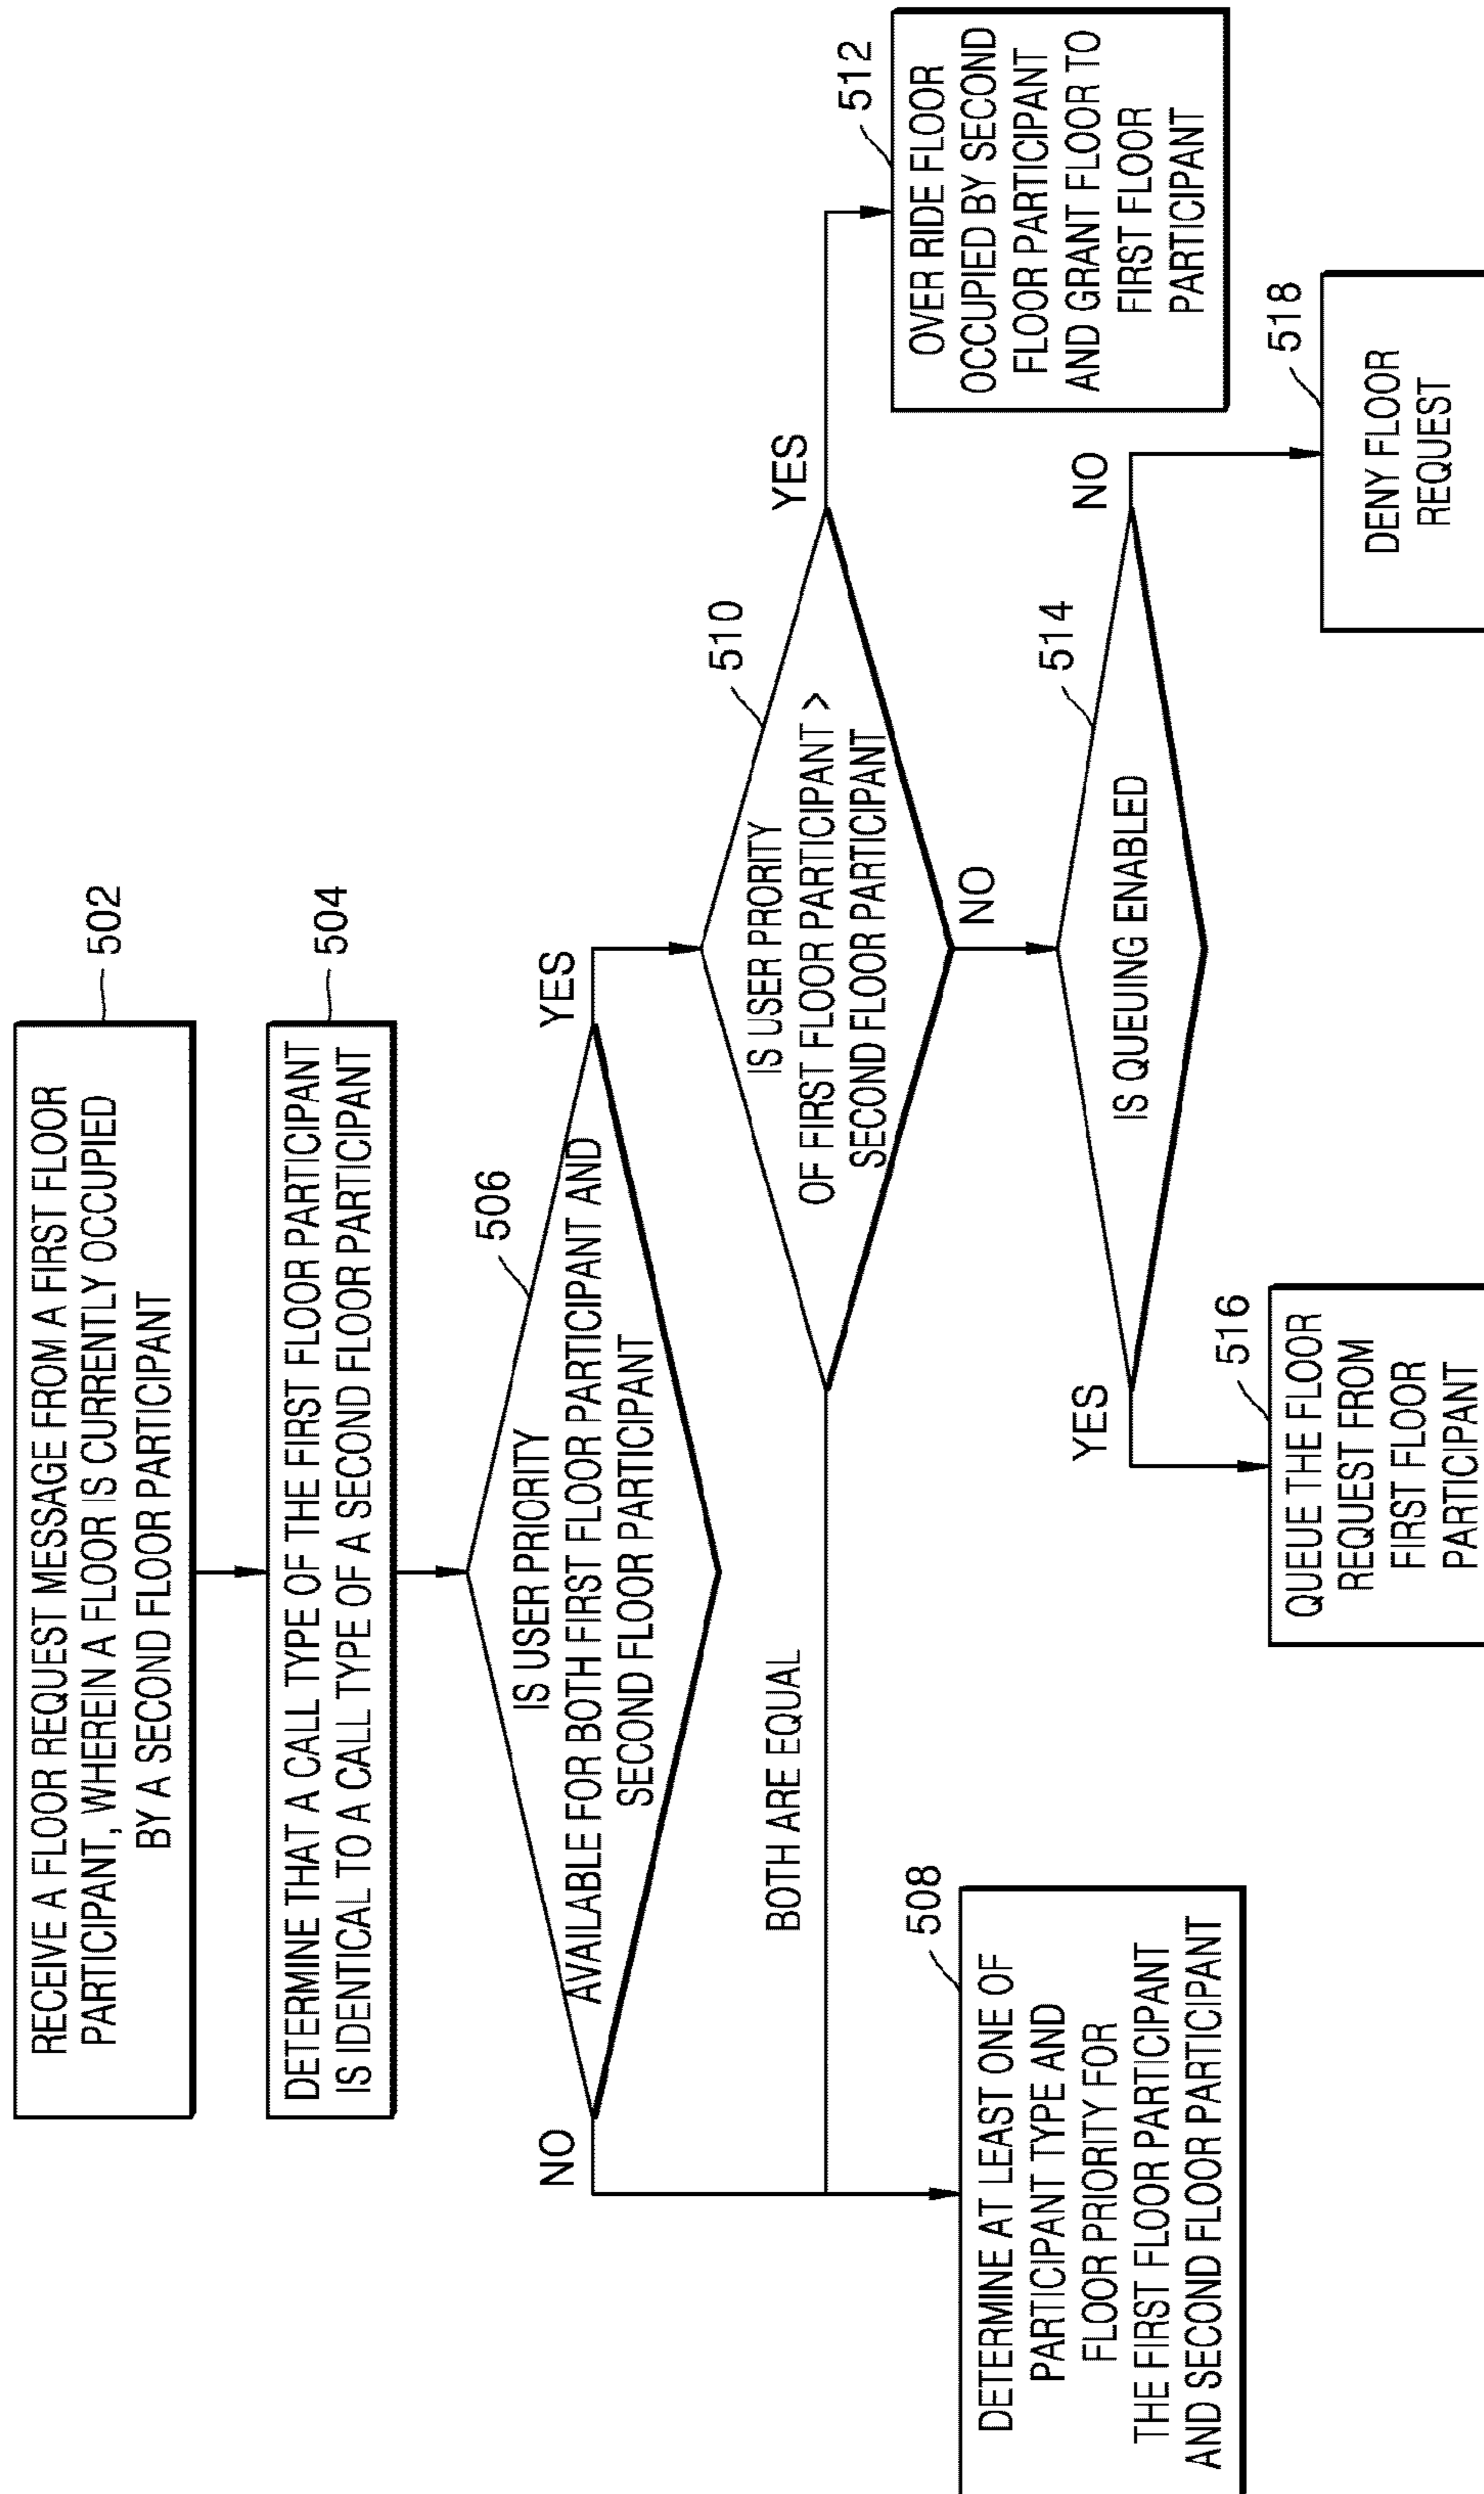 502
RECEIVE A FLOOR REQUEST MESSAGE FROM A FIRST FLOOR
PARTICIPANT, WHEREIN A FLOOR IS CURRENTLY OCCUPIED
BY A SECOND FLOOR PARTICIPANT
504
DETERMINE THAT A CALL TYPE OF THE FIRST FLOOR PARTICIPANT
IS IDENTICAL TO A CALL TYPE OF A SECOND FLOOR PARTICIPANT
506
IS USER PRIORITY
AVAILABLE FOR BOTH FIRST FLOOR PARTICIPANT AND
SECOND FLOOR PARTICIPANT
NO
YES
510
IS USER PRORITY
OF FIRST FLOOR PARTICIPANT >
SECOND FLOOR PARTICIPANT
BOTH ARE EQUAL
YES
NO
508
DETERMINE AT LEAST ONE OF
PARTICIPANT TYPE AND
FLOOR PRIORITY FOR
THE FIRST FLOOR PARTICIPANT
AND SECOND FLOOR PARTICIPANT
512
OVER RIDE FLOOR
OCCUPIED BY SECOND
FLOOR PARTICIPANT
AND GRANT FLOOR TO
FIRST FLOOR
PARTICIPANT
514
IS QUEUING ENABLED
YES
NO
516
QUEUE THE FLOOR
REQUEST FROM
FIRST FLOOR
PARTICIPANT
518
DENY FLOOR
REQUEST